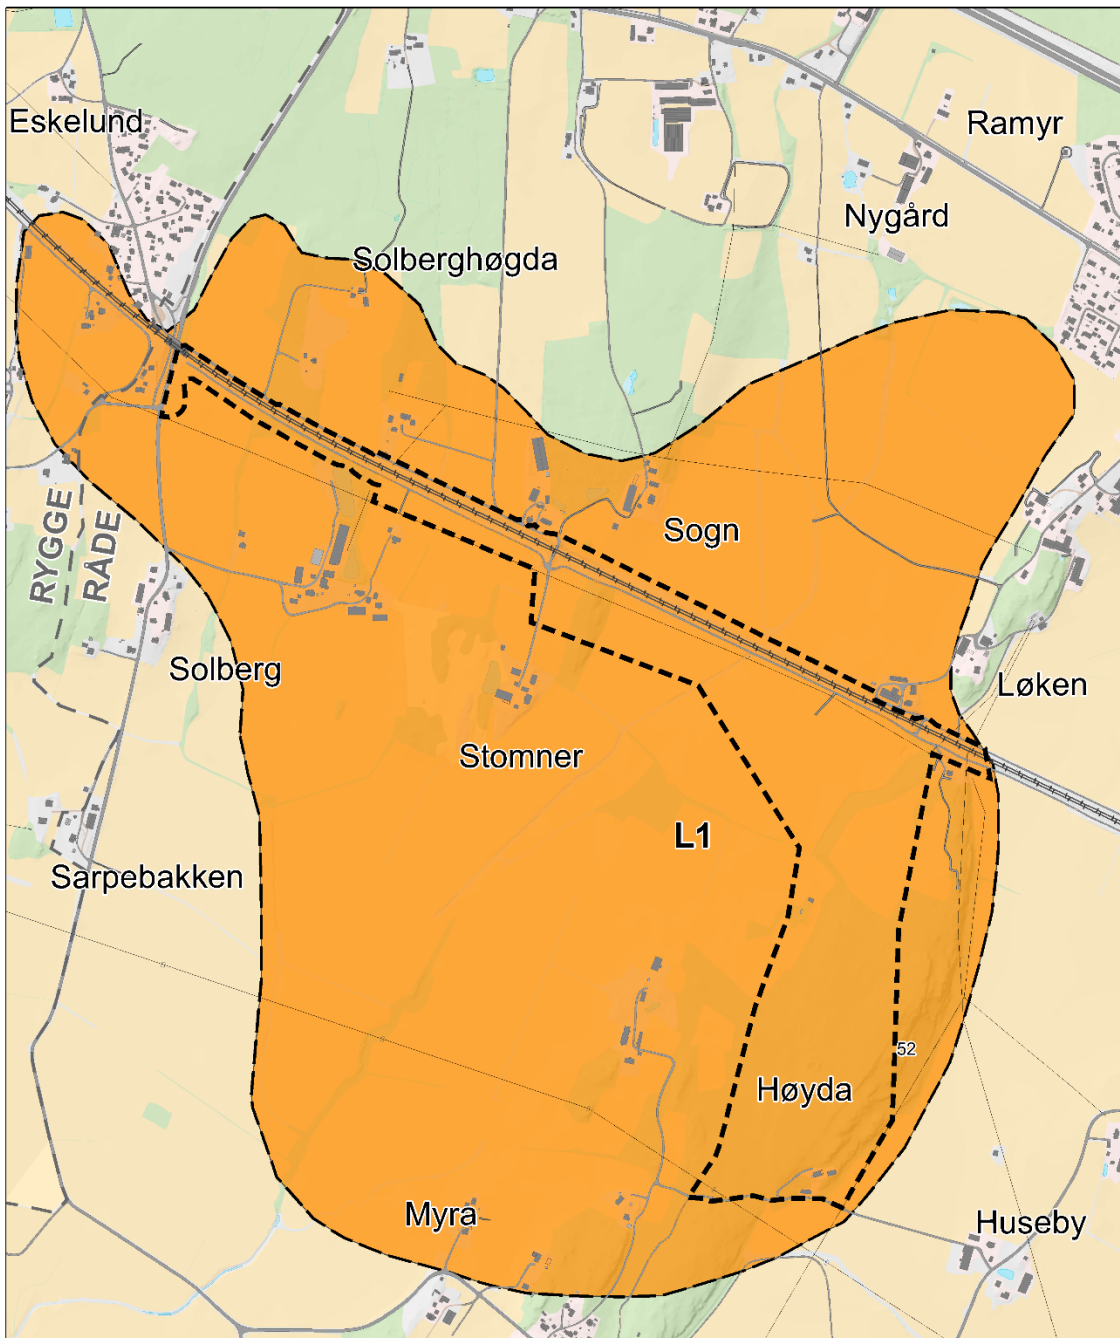 Eskelund
Ramyr
Nygård
Solberghøgda
Sogn
RYGGE
RÅDE
Solberg
Løken
Stomner
L1
Sarpebakken
52
Høyda
Myra
Huseby